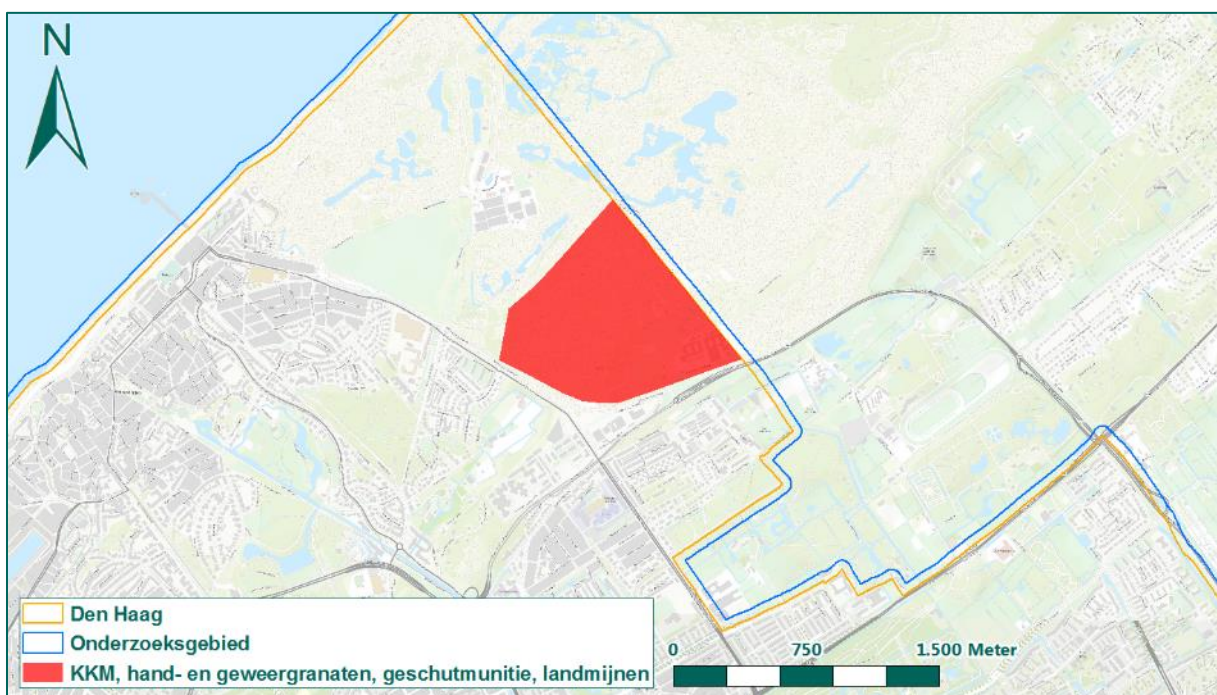 N
Den Haag
Onderzoeksgebied
KKM, hand- en geweergranaten, geschutmunitie, landmijnen
0 750 1.500 Meter